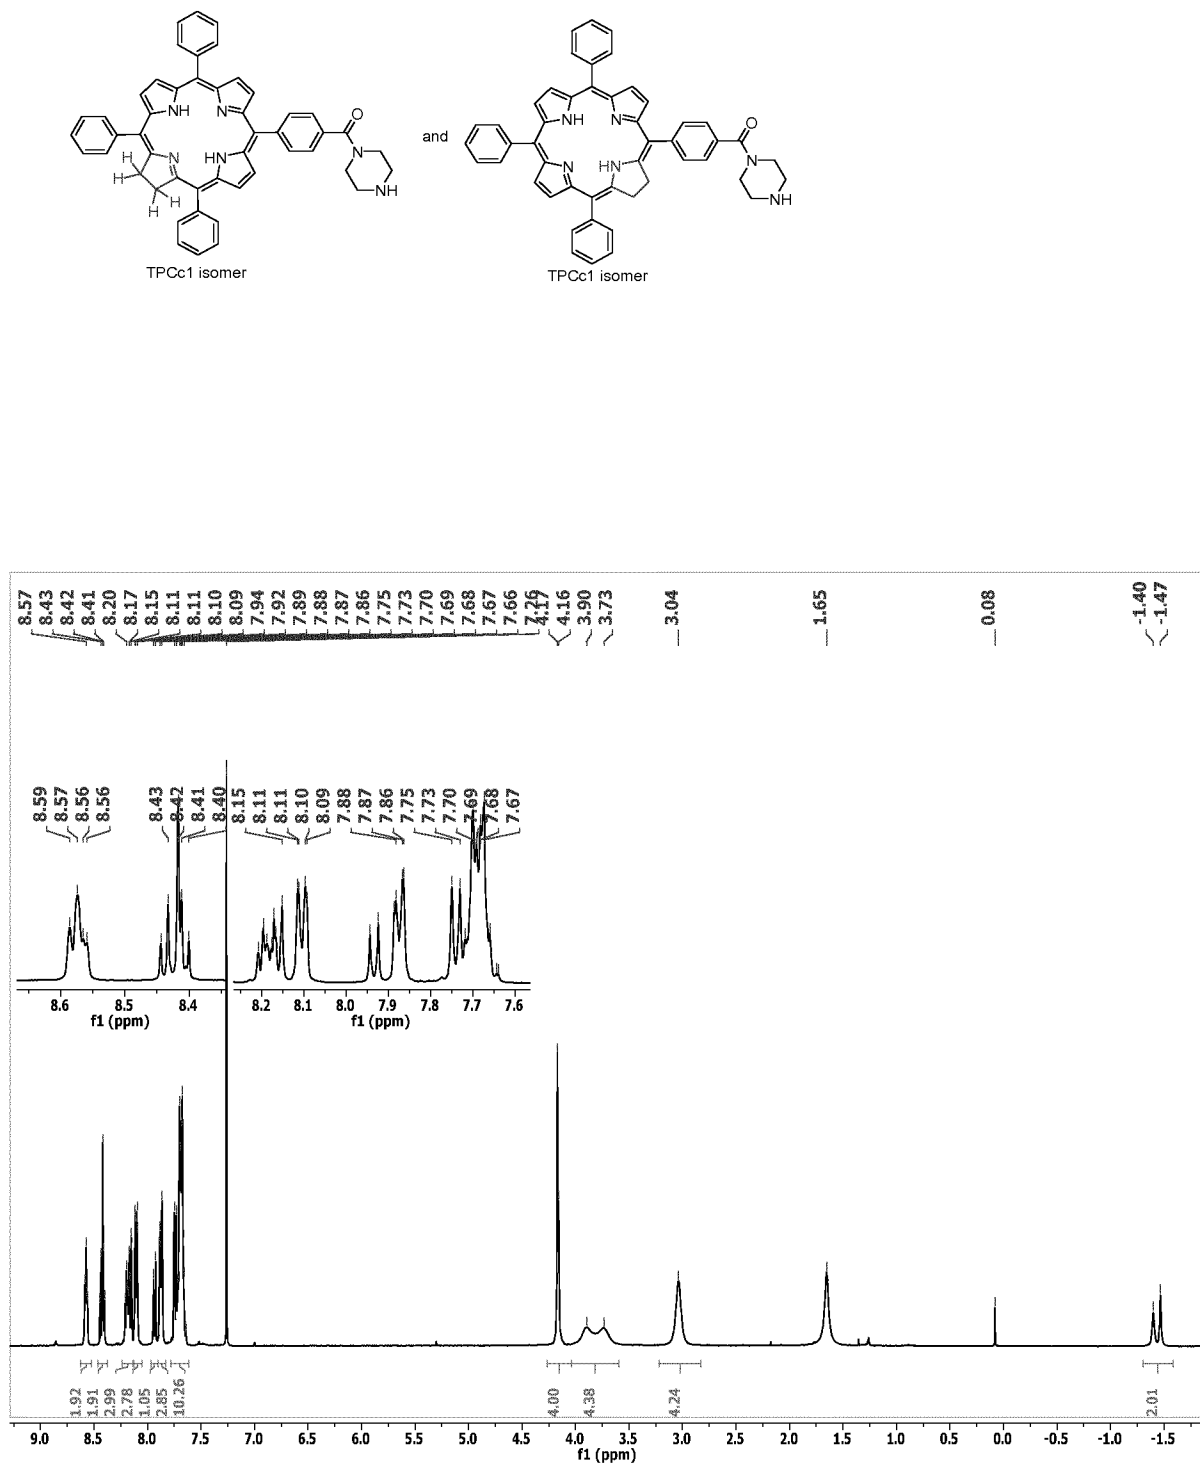 NH
N
O
N
NH
N
HN
H
H
H
H
TPCc1 isomer
and
NH
N
O
N
NH
N
HN
TPCc1 isomer
8.57
8.43
8.42
8.41
8.20
8.17
8.15
8.11
8.11
8.10
8.09
7.94
7.92
7.89
7.88
7.87
7.86
7.75
7.73
7.70
7.69
7.68
7.67
7.66
7.26
4.17
4.16
3.90
3.73
3.04
1.65
0.08
-1.40
-1.47
8.59
8.57
8.56
8.56
8.43
8.42
8.41
8.40
8.15
8.11
8.11
8.10
8.09
7.88
7.87
7.86
7.75
7.73
7.70
7.69
7.68
7.67
8.6 8.5 8.4
f1 (ppm)
8.2 8.1 8.0 7.9 7.8 7.7 7.6
f1 (ppm)
1.92
1.91
2.99
2.78
1.05
2.85
10.26
4.00
4.38
4.24
2.01
9.0 8.5 8.0 7.5 7.0 6.5 6.0 5.5 5.0 4.5 4.0 3.5 3.0 2.5 2.0 1.5 1.0 0.5 0.0 -0.5 -1.0 -1.5
f1 (ppm)